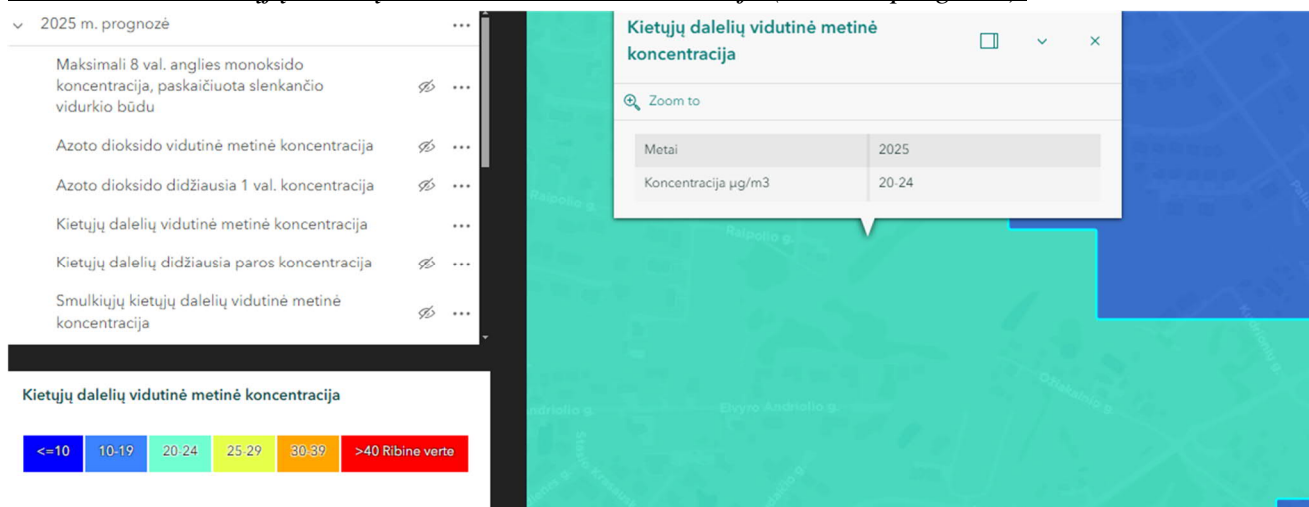 2025 m. prognozė
Maksimali 8 val. anglies monoksido
koncentracija, paskaičiuota slenkančio
vidurkio būdu
Azoto dioksido vidutinė metinė koncentracija
Azoto dioksido didžiausia 1 val. koncentracija
Kietųjų dalelių vidutinė metinė koncentracija
Kietųjų dalelių didžiausia paros koncentracija
Smulkiųjų kietųjų dalelių vidutinė metinė
koncentracija
Kietųjų dalelių vidutinė metinė koncentracija
<=10 10-19 20-24 25-29 30-39 >40 Ribine verte
Kietųjų dalelių vidutinė metinė
koncentracija
Zoom to
Metai 2025
Koncentracija µg/m3 20-24
Ralpolio g.
Elvyro Andriolio g.